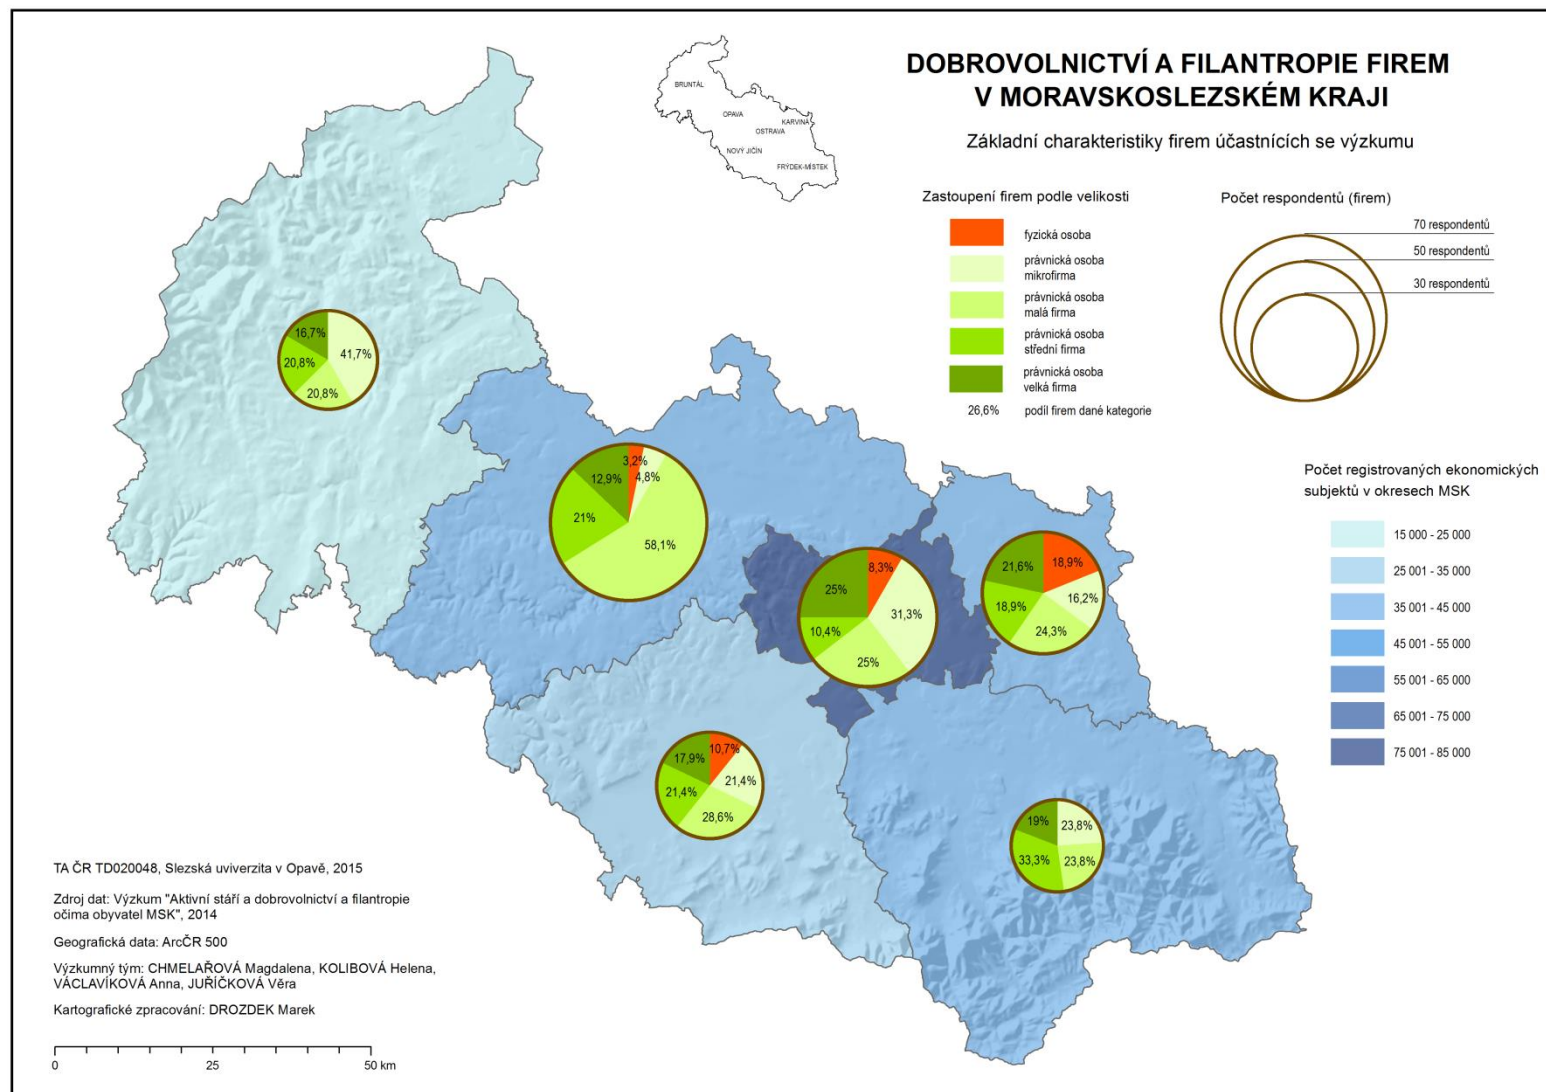 DOBROVOLNICTVÍ A FILANTROPIE FIREM
V MORAVSKOSLEZSKÉM KRAJI
Základní charakteristiky firem účastnících se výzkumu
BRUNTÁL
OPAVA
KARVINÁ
OSTRAVA
NOVÝ JIČÍN
FRÝDEK-MÍSTEK
Zastoupení firem podle velikosti
fyzická osoba
právnická osoba
mikrofirma
právnická osoba
malá firma
právnická osoba
střední firma
právnická osoba
velká firma
26,6%
podíl firem dané kategorie
Počet respondentů (firem)
70 respondentů
50 respondentů
30 respondentů
Počet registrovaných ekonomických
subjektů v okresech MSK
15 000 - 25 000
25 001 - 35 000
35 001 - 45 000
45 001 - 55 000
55 001 - 65 000
65 001 - 75 000
75 001 - 85 000
16,7%
41,7%
20,8%
20,8%
3,2%
4,8%
12,9%
21%
58,1%
8,3%
25%
31,3%
10,4%
25%
18,9%
21,6%
16,2%
18,9%
24,3%
10,7%
17,9%
21,4%
21,4%
28,6%
19%
23,8%
33,3%
23,8%
TA ČR TD020048, Slezská uviverzita v Opavě, 2015
Zdroj dat: Výzkum "Aktivní stáří a dobrovolnictví a filantropie
očima obyvatel MSK", 2014
Geografická data: ArcČR 500
Výzkumný tým: CHMELAŘOVÁ Magdalena, KOLIBOVÁ Helena,
VÁCLAVÍKOVÁ Anna, JUŘÍČKOVÁ Věra
Kartografické zpracování: DROZDEK Marek
0
25
50 km